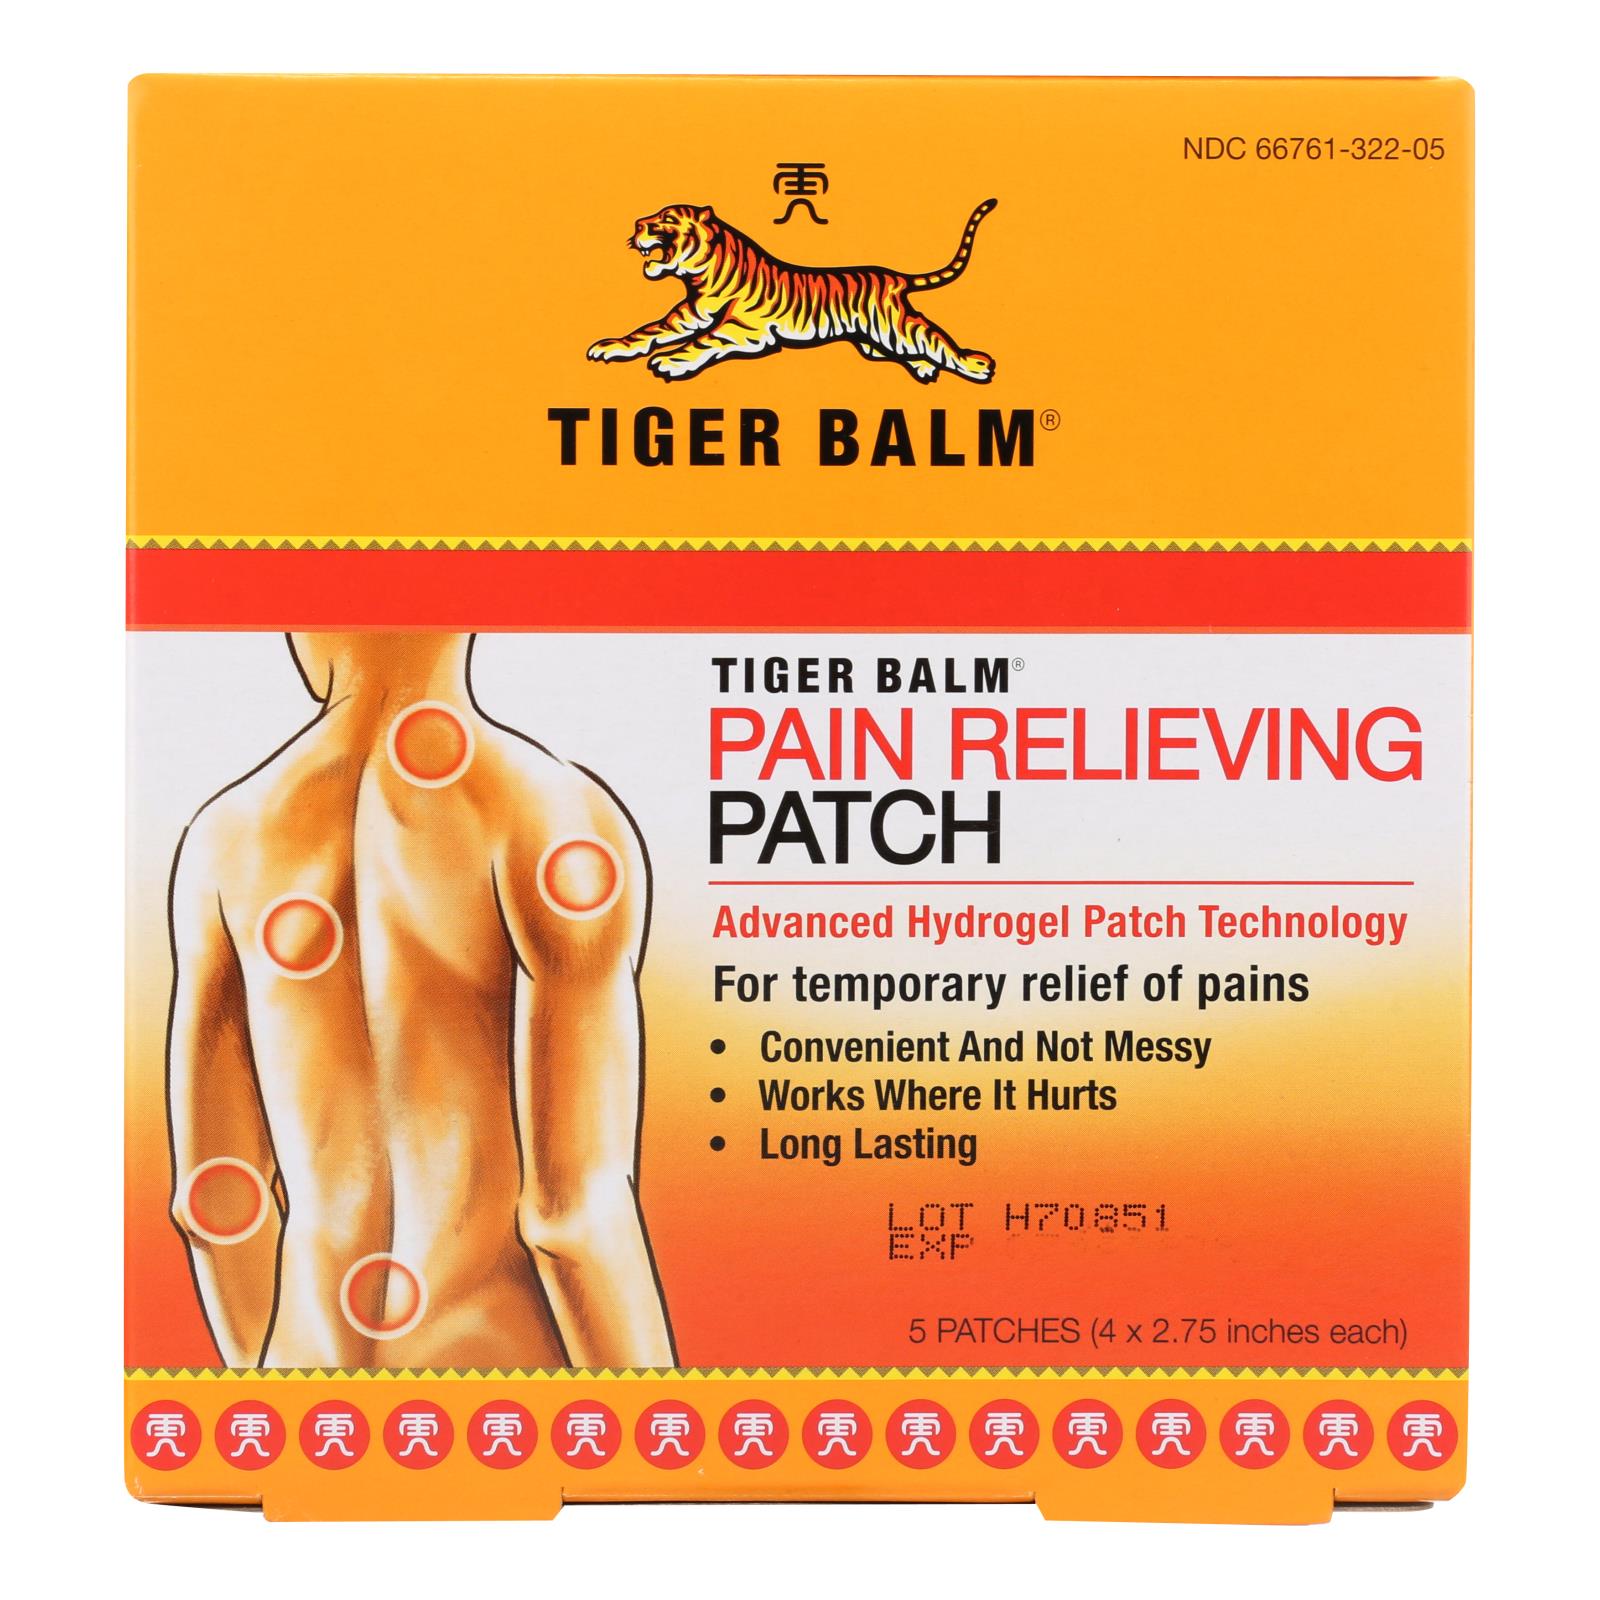 NDC 66761-322-05
TIGER BALM®
TIGER BALM®
PAIN RELIEVING
PATCH
Advanced Hydrogel Patch Technology
For temporary relief of pains
• Convenient And Not Messy
• Works Where It Hurts
• Long Lasting
LOT H70851
EXP
5 PATCHES (4 x 2.75 inches each)